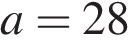 a = 28